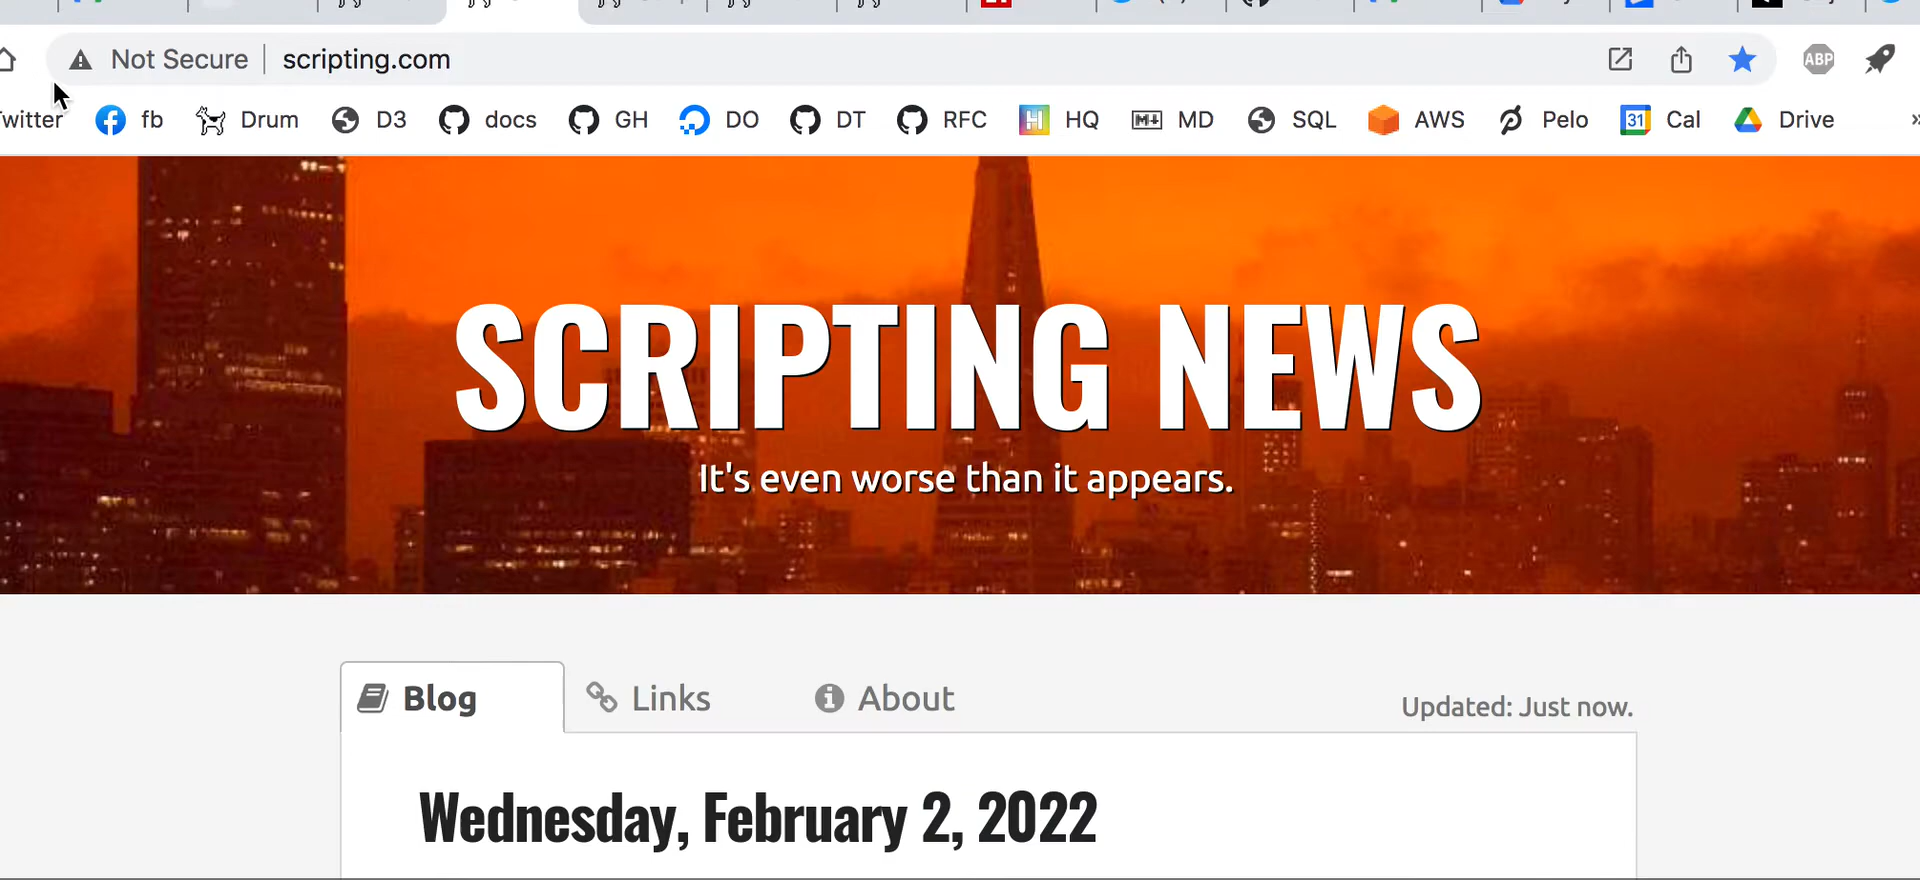 Not Secure | scripting.com ABP
Twitter fb Drum D3 docs GH DO DT RFC HQ MD SQL AWS Pelo 31 Cal Drive »
SCRIPTING NEWS
It's even worse than it appears.
Blog Links About
Updated: Just now.
Wednesday, February 2, 2022